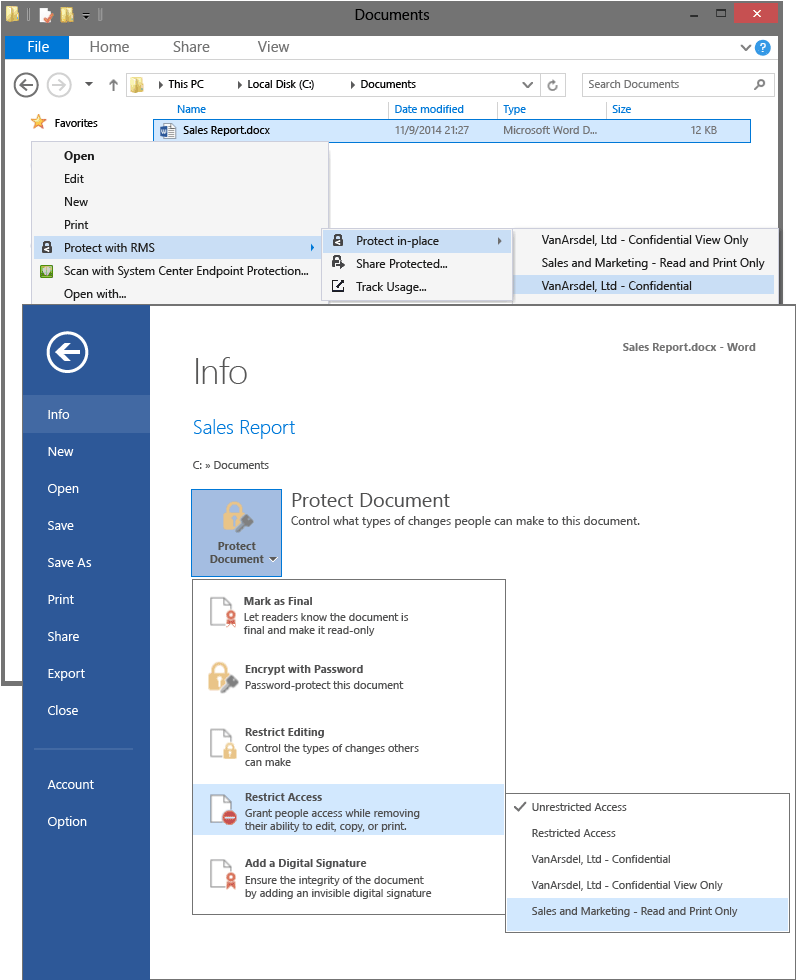 Documents
File Home Share View
This PC Local Disk (C:) Documents
Search Documents
Name Date modified Type Size
Favorites
Sales Report.docx 11/9/2014 21:27 Microsoft Word D... 12 KB
Open
Edit
New
Print
Protect with RMS
Scan with System Center Endpoint Protection...
Open with...
Protect in-place
Share Protected...
Track Usage...
VanArsdel, Ltd - Confidential View Only
Sales and Marketing - Read and Print Only
VanArsdel, Ltd - Confidential
Sales Report.docx - Word
Info
New
Open
Save
Save As
Print
Share
Export
Close
Account
Option
Info
Sales Report
C: » Documents
Protect
Document
Protect Document
Control what types of changes people can make to this document.
Mark as Final
Let readers know the document is
final and make it read-only
Encrypt with Password
Password-protect this document
Restrict Editing
Control the types of changes others
can make
Restrict Access
Grant people access while removing
their ability to edit, copy, or print.
Add a Digital Signature
Ensure the integrity of the document
by adding an invisible digital signature
Unrestricted Access
Restricted Access
VanArsdel, Ltd - Confidential
VanArsdel, Ltd - Confidential View Only
Sales and Marketing - Read and Print Only